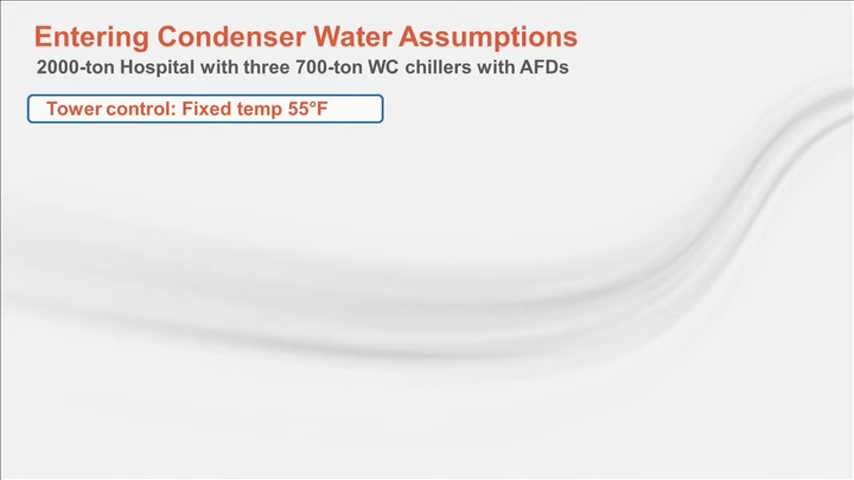 Entering Condenser Water Assumptions
2000-ton Hospital with three 700-ton WC chillers with AFDs
Tower control: Fixed temp 55°F